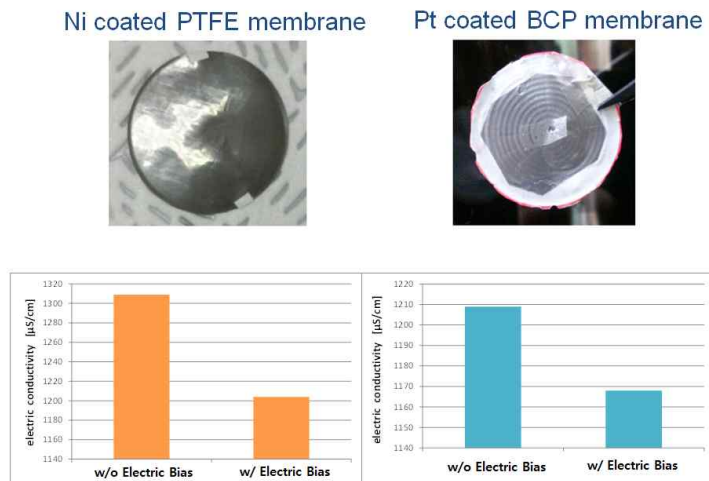 Ni coated PTFE membrane
Pt coated BCP membrane
electric conductivity [µS/cm]
1320
1300
1280
1260
1240
1220
1200
1180
1160
1140
w/o Electric Bias
w/ Electric Bias
electric conductivity [µS/cm]
1220
1210
1200
1190
1180
1170
1160
1150
1140
w/o Electric Bias
w/ Electric Bias